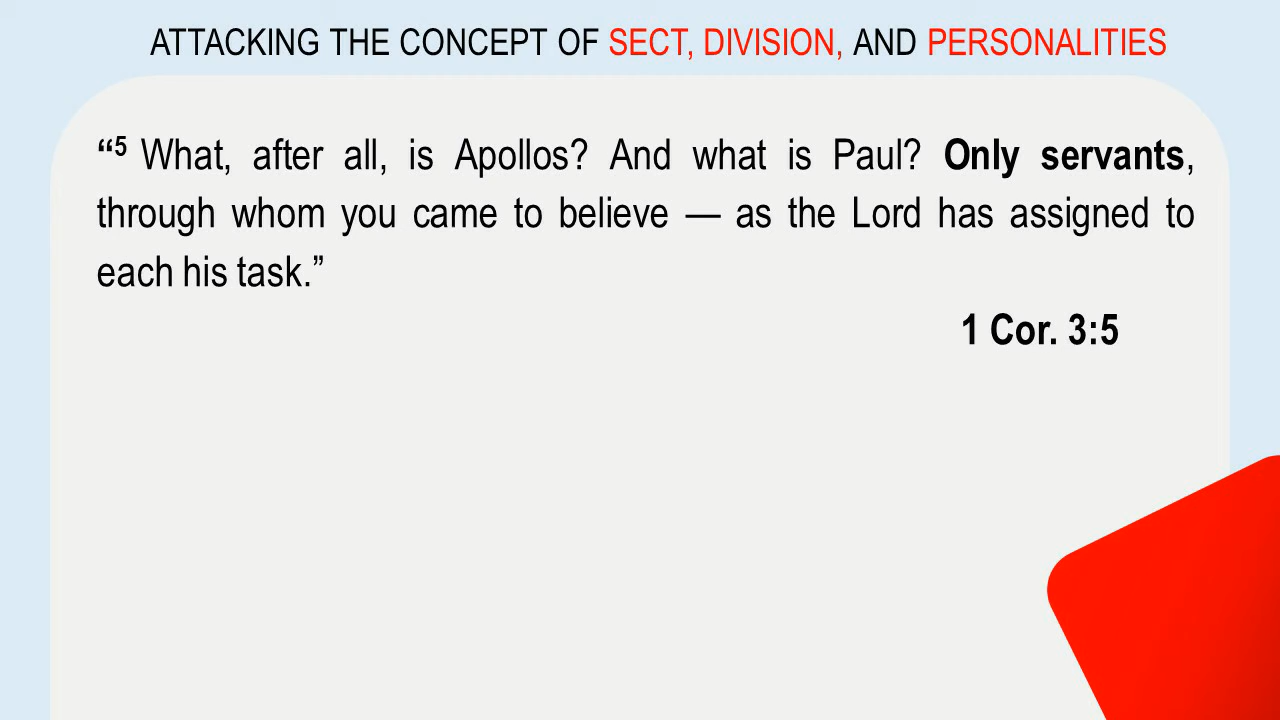 ATTACKING THE CONCEPT OF SECT, DIVISION, AND PERSONALITIES
“⁵ What, after all, is Apollos? And what is Paul? Only servants,
through whom you came to believe — as the Lord has assigned to
each his task.”
1 Cor. 3:5